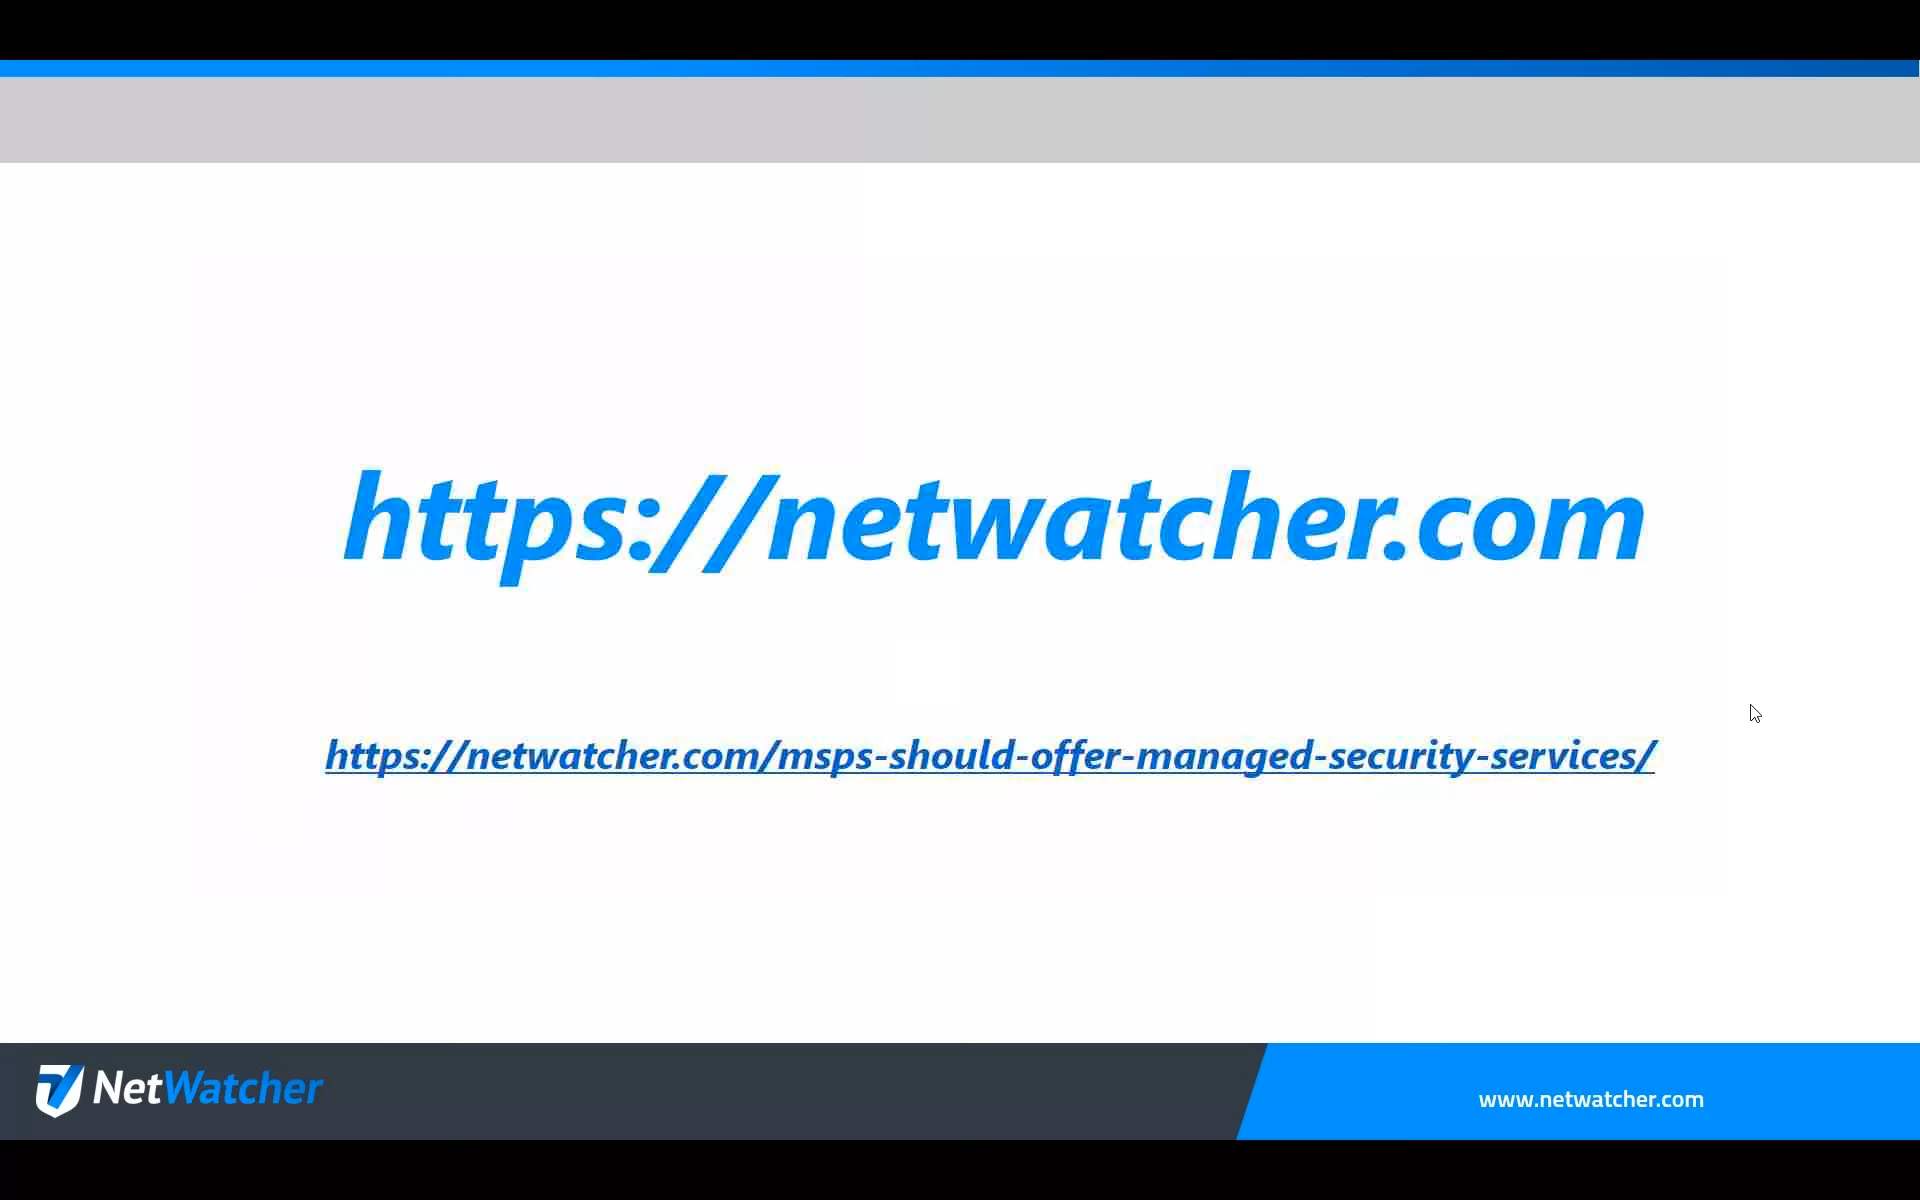 https://netwatcher.com
https://netwatcher.com/msps-should-offer-managed-security-services/
NetWatcher
www.netwatcher.com